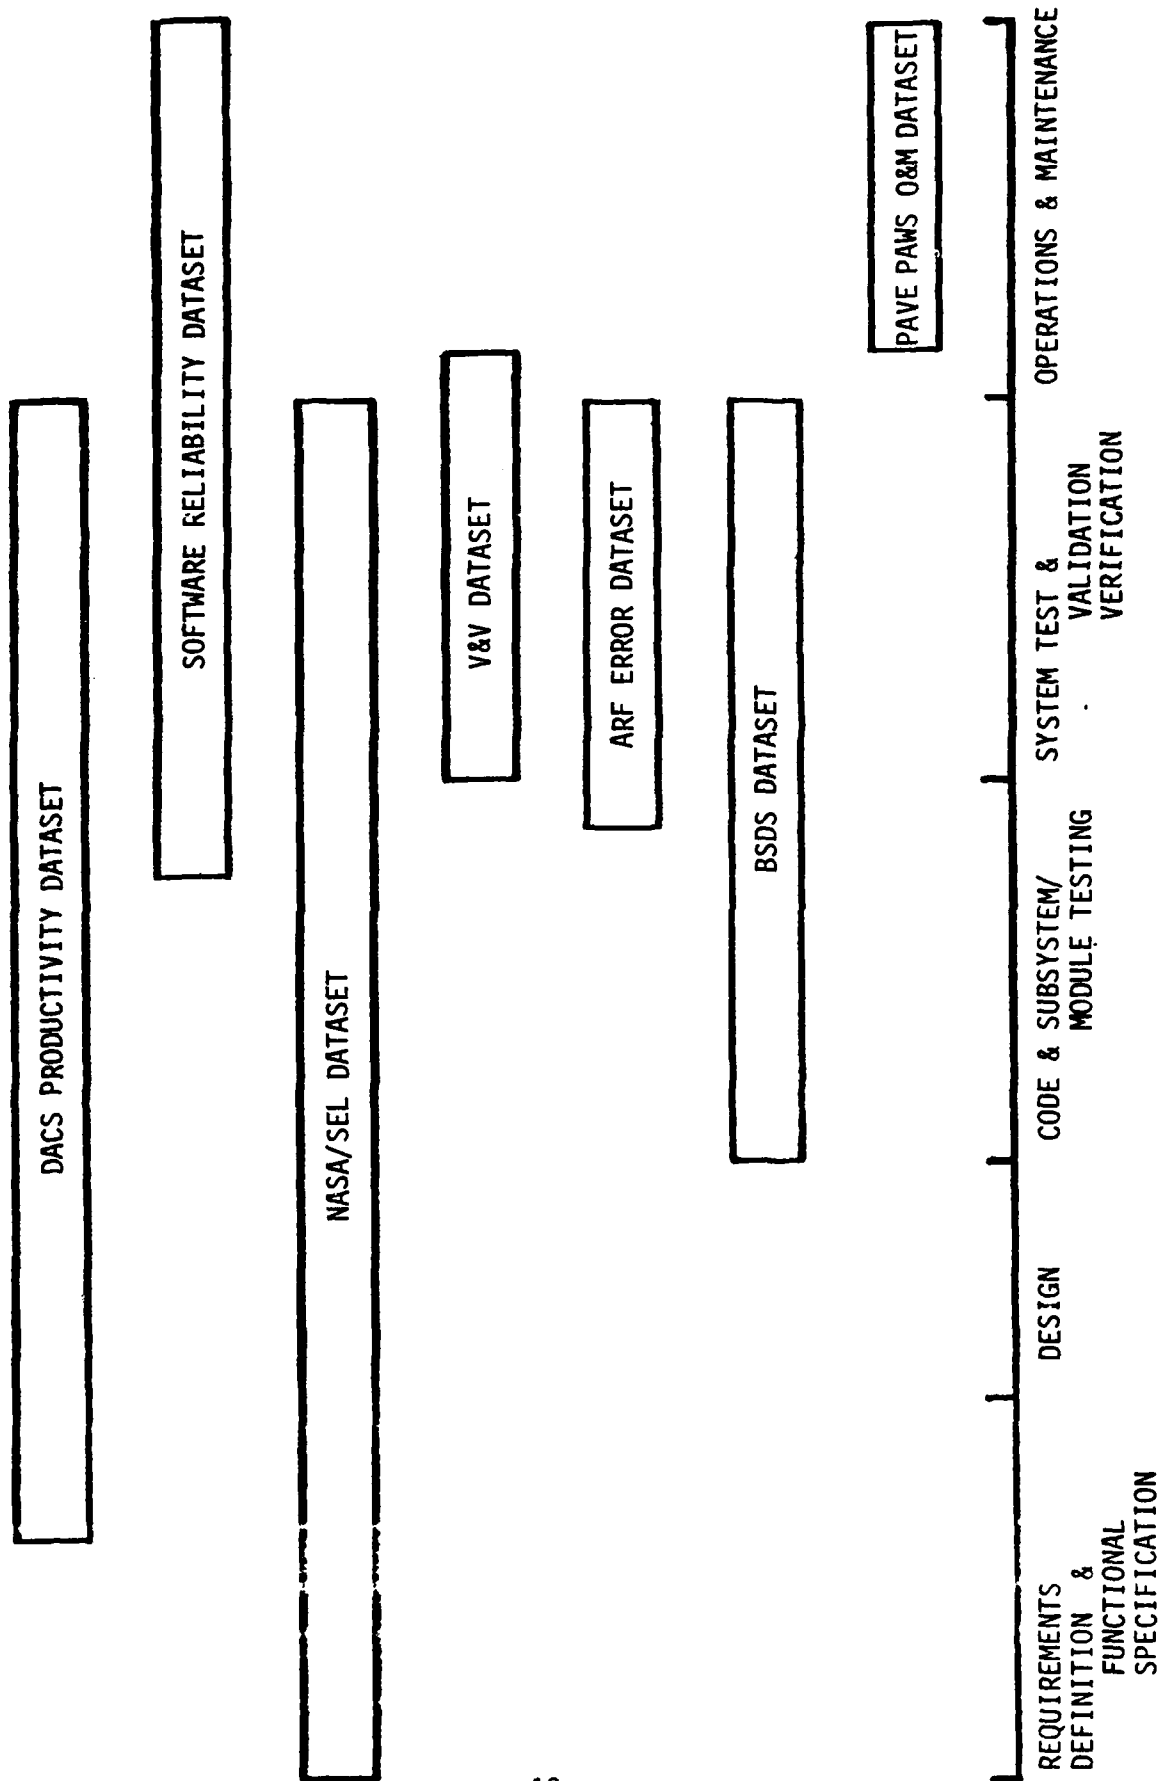 DACS PRODUCTIVITY DATASET
SOFTWARE RELIABILITY DATASET
NASA/SEL DATASET
V&V DATASET
ARF ERROR DATASET
BSDS DATASET
PAVE PAWS O&M DATASET
REQUIREMENTS
DEFINITION &
FUNCTIONAL
SPECIFICATION
DESIGN
CODE & SUBSYSTEM/
MODULE TESTING
SYSTEM TEST &
VALIDATION
VERIFICATION
OPERATIONS & MAINTENANCE